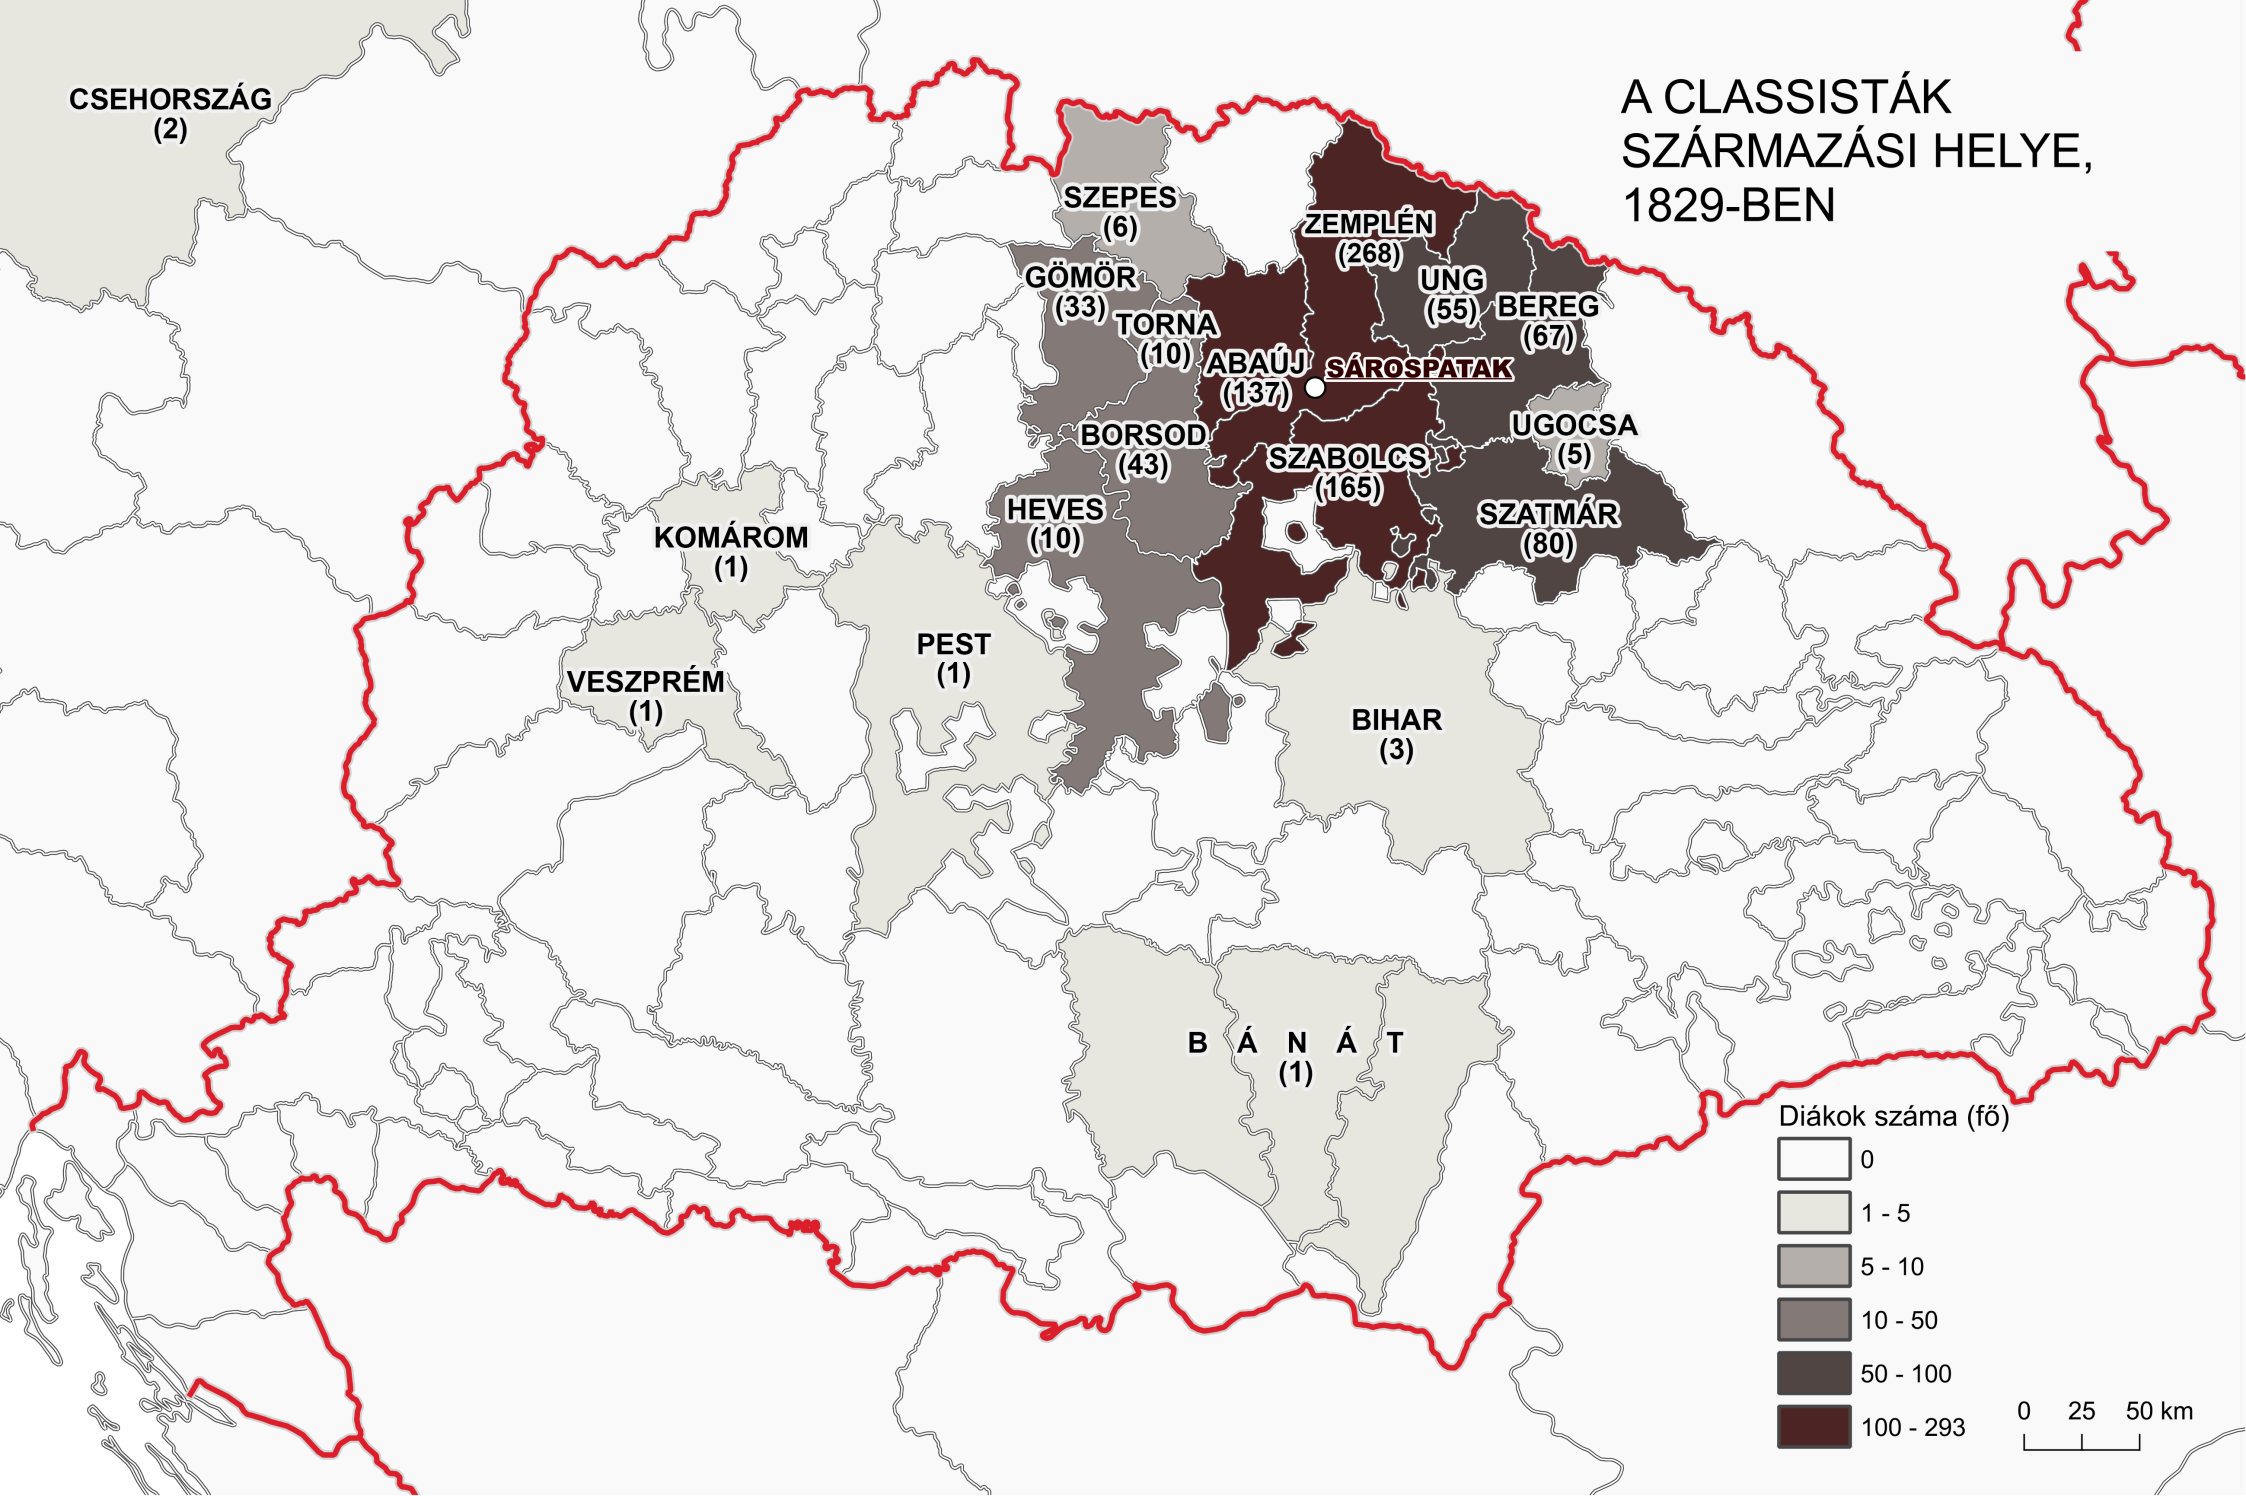 A CLASSISTÁK
SZÁRMAZÁSI HELYE,
1829-BEN
CSEHORSZÁG
(2)
SZEPES
(6)
ZEMPLÉN
(268)
GÖMÖR
(33)
UNG
(55)
BEREG
(67)
TORNA
(10)
ABAÚJ
(137)
SÁROSPATAK
UGOCSA
(5)
BORSOD
(43)
SZABOLCS
(165)
HEVES
(10)
SZATMÁR
(80)
KOMÁROM
(1)
PEST
(1)
VESZPRÉM
(1)
BIHAR
(3)
BÁNÁT
(1)
Diákok száma (fő)
0
1 - 5
5 - 10
10 - 50
50 - 100
100 - 293
0 25 50 km